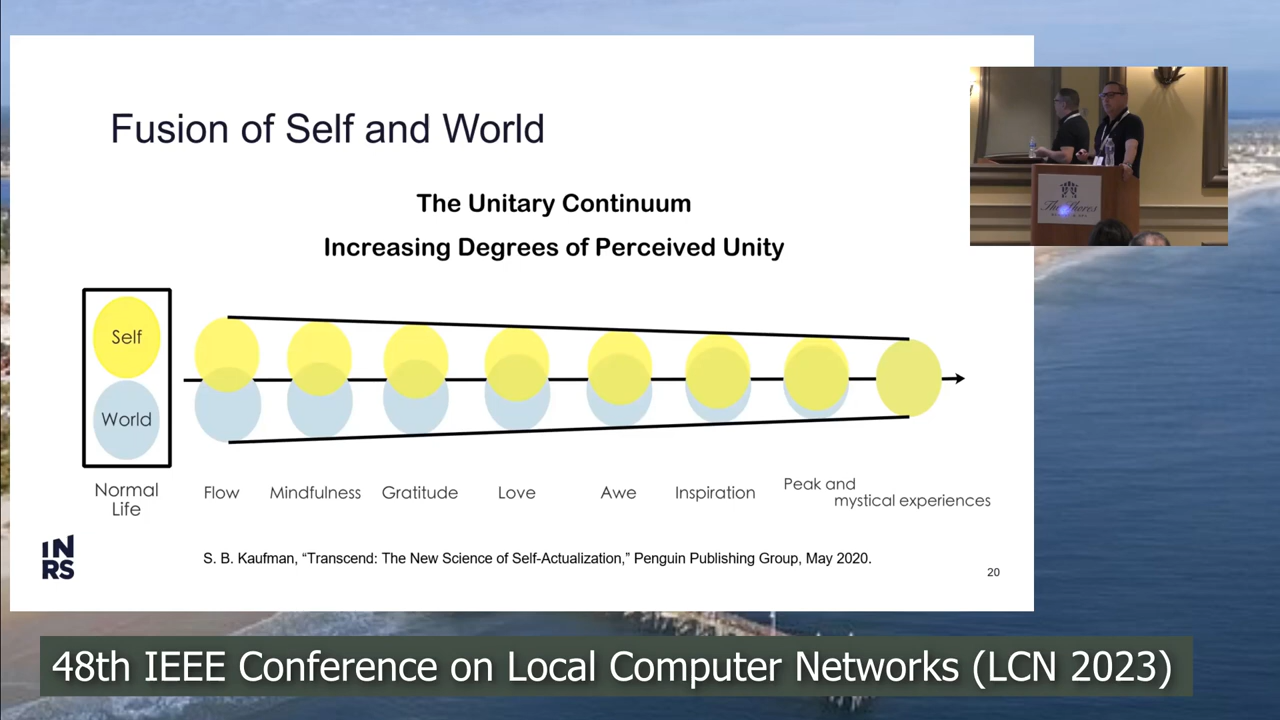 Fusion of Self and World
The Unitary Continuum
Increasing Degrees of Perceived Unity
Self
World
Normal
Life
Flow
Mindfulness
Gratitude
Love
Awe
Inspiration
Peak and
mystical experiences
IN
RS
S. B. Kaufman, “Transcend: The New Science of Self-Actualization,” Penguin Publishing Group, May 2020.
20
48th IEEE Conference on Local Computer Networks (LCN 2023)